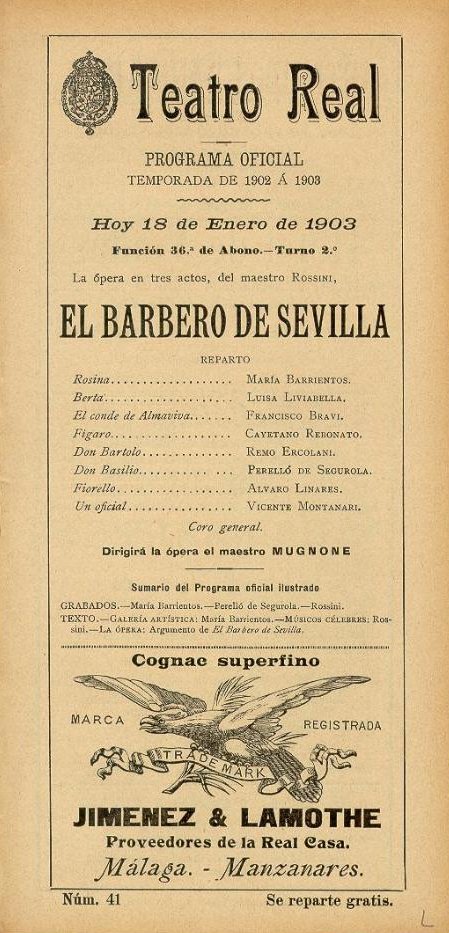 Teatro Real
PROGRAMA OFICIAL
TEMPORADA DE 1902 Á 1903
Hoy 18 de Enero de 1903
Función 36.ª de Abono.—Turno 2.º
La ópera en tres actos, del maestro ROSSINI,
EL BARBERO DE SEVILLA
REPARTO
Rosina.................. MARÍA BARRIENTOS.
Berta................... LUISA LIVIABELLA.
El conde de Almaviva....... FRANCISCO BRAVI.
Figaro.................. CAYETANO REBONATO.
Don Bartolo.............. REMO ERCOLANI.
Don Basilio.......... ... PERELLÓ DE SEGUROLA.
Fiorello................. ALVARO LINARES.
Un oficial............... VICENTE MONTANARI.
Coro general.
Dirigirá la ópera el maestro MUGNONE
Sumario del Programa oficial ilustrado
GRABADOS.—María Barrientos.—Perelló de Segurola.—Rossini.
TEXTO.—GALERÍA ARTÍSTICA: María Barrientos.—MÚSICOS CÉLEBRES: Ros-
sini.—LA ÓPERA: Argumento de El Barbero de Sevilla.
Cognac superfino
MARCA REGISTRADA
TRADE MARK
JIMENEZ & LAMOTHE
Proveedores de la Real Casa.
Málaga. - Manzanares.
Núm. 41 Se reparte gratis.
L